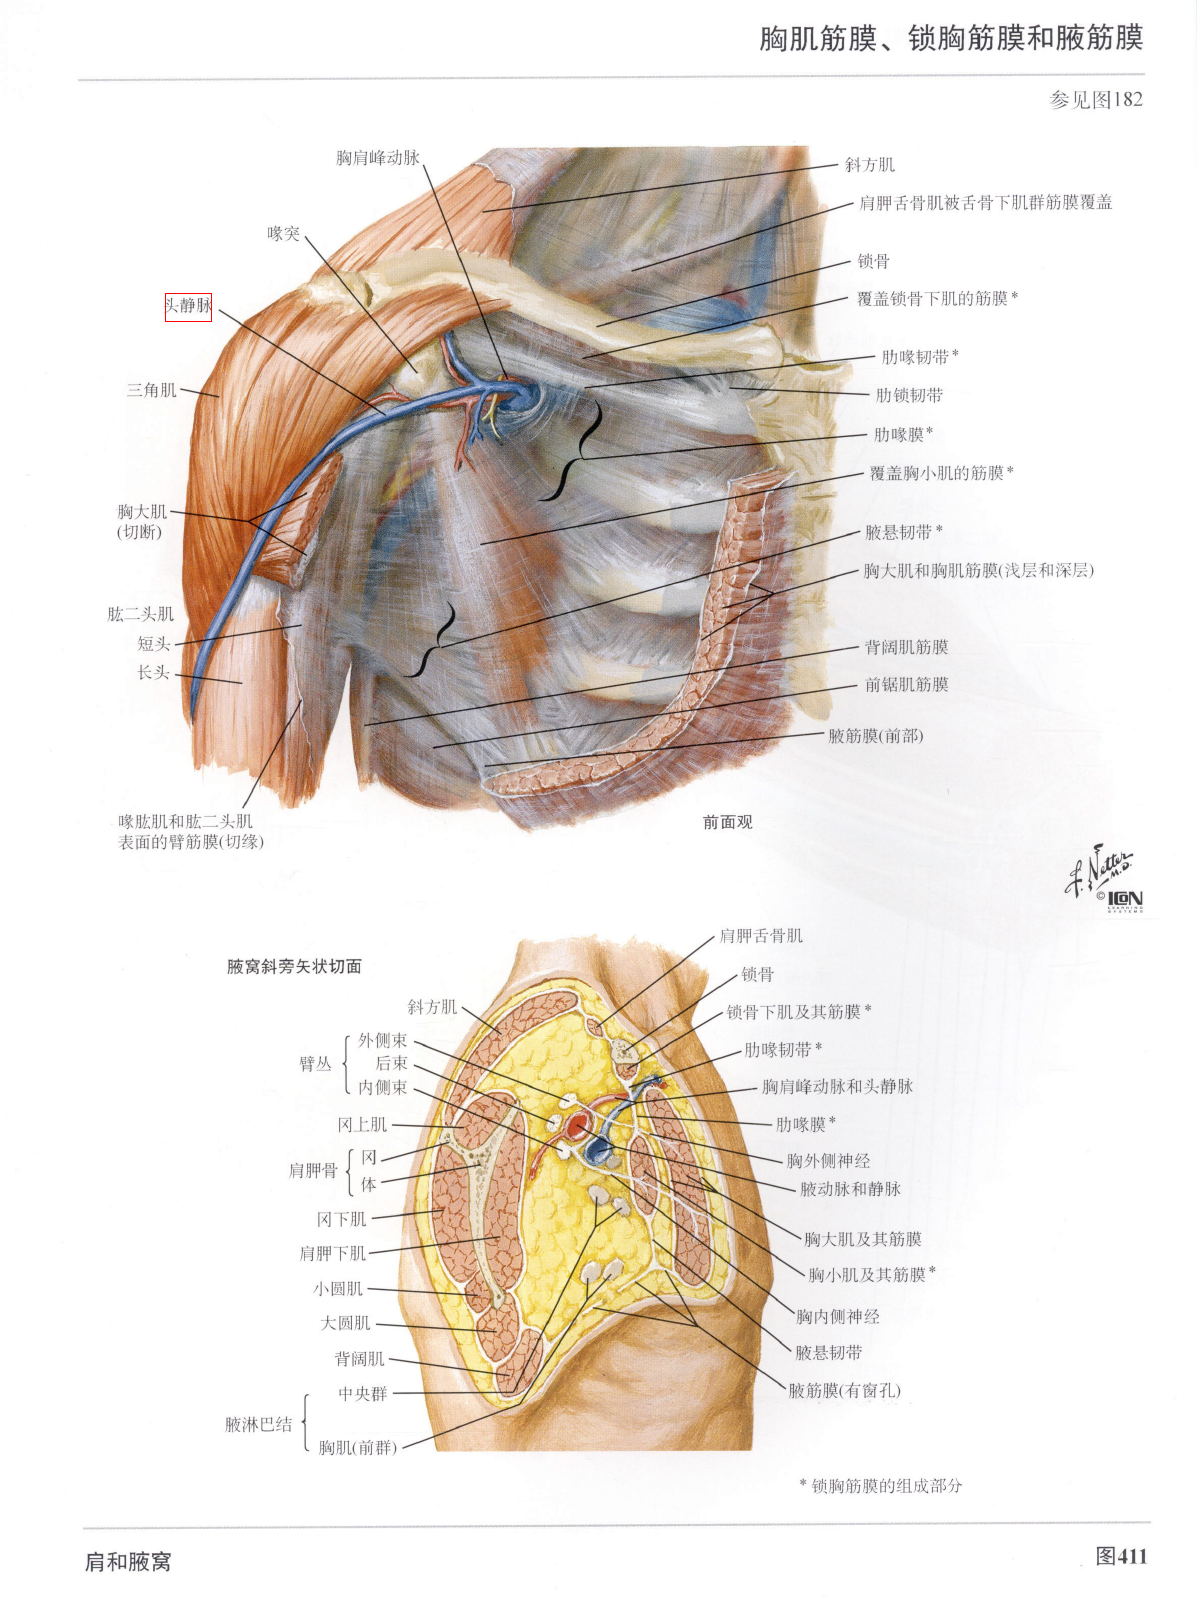 胸肌筋膜、锁胸筋膜和腋筋膜
参见图182
胸肩峰动脉
喙突
头静脉
三角肌
胸大肌
(切断)
肱二头肌
短头
长头
喙肱肌和肱二头肌
表面的臂筋膜(切缘)
斜方肌
肩胛舌骨肌被舌骨下肌群筋膜覆盖
锁骨
覆盖锁骨下肌的筋膜*
肋喙韧带*
肋锁韧带
肋喙膜*
覆盖胸小肌的筋膜*
腋悬韧带*
胸大肌和胸肌筋膜(浅层和深层)
背阔肌筋膜
前锯肌筋膜
腋筋膜(前部)
前面观
F. Netter
M.D.
© ICON
LEARNING
SYSTEMS
腋窝斜旁矢状切面
斜方肌
臂丛
外侧束
后束
内侧束
冈上肌
肩胛骨
冈
体
冈下肌
肩胛下肌
小圆肌
大圆肌
背阔肌
腋淋巴结
中央群
胸肌(前群)
肩胛舌骨肌
锁骨
锁骨下肌及其筋膜*
肋喙韧带*
胸肩峰动脉和头静脉
肋喙膜*
胸外侧神经
腋动脉和静脉
胸大肌及其筋膜
胸小肌及其筋膜*
胸内侧神经
腋悬韧带
腋筋膜(有窗孔)
* 锁胸筋膜的组成部分
肩和腋窝
图411